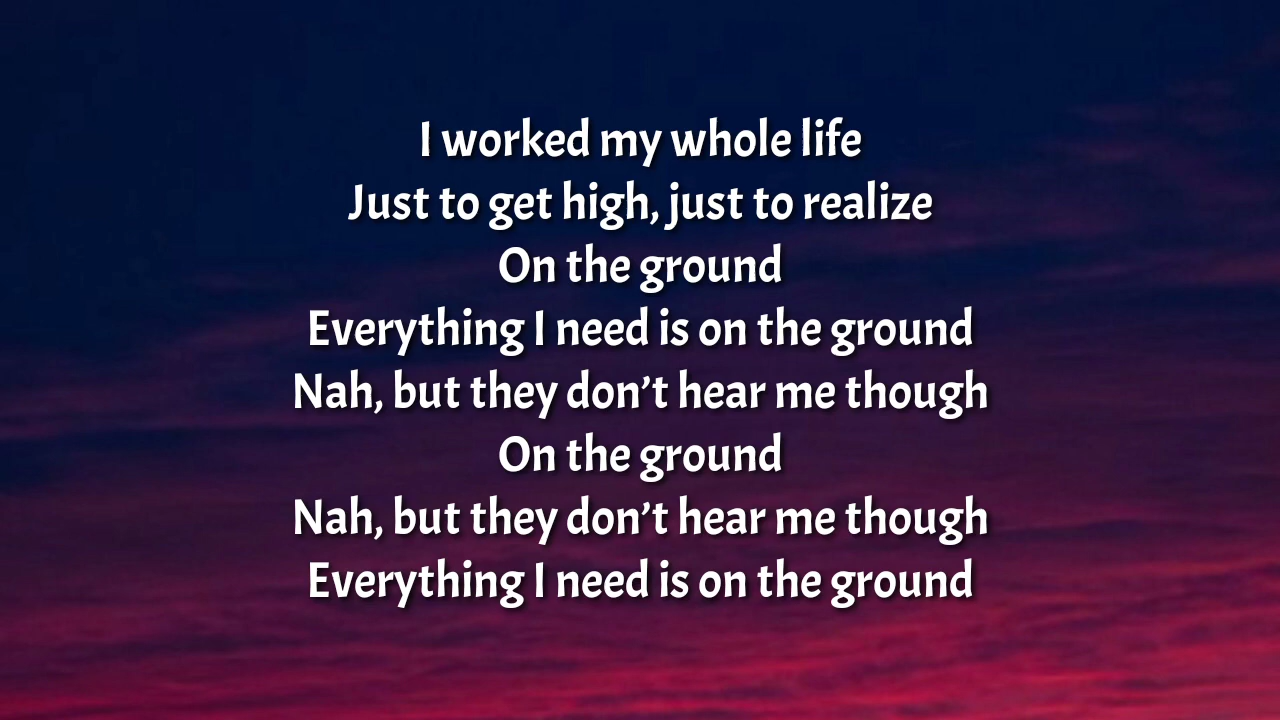 I worked my whole life
Just to get high, just to realize
On the ground
Everything I need is on the ground
Nah, but they don’t hear me though
On the ground
Nah, but they don’t hear me though
Everything I need is on the ground